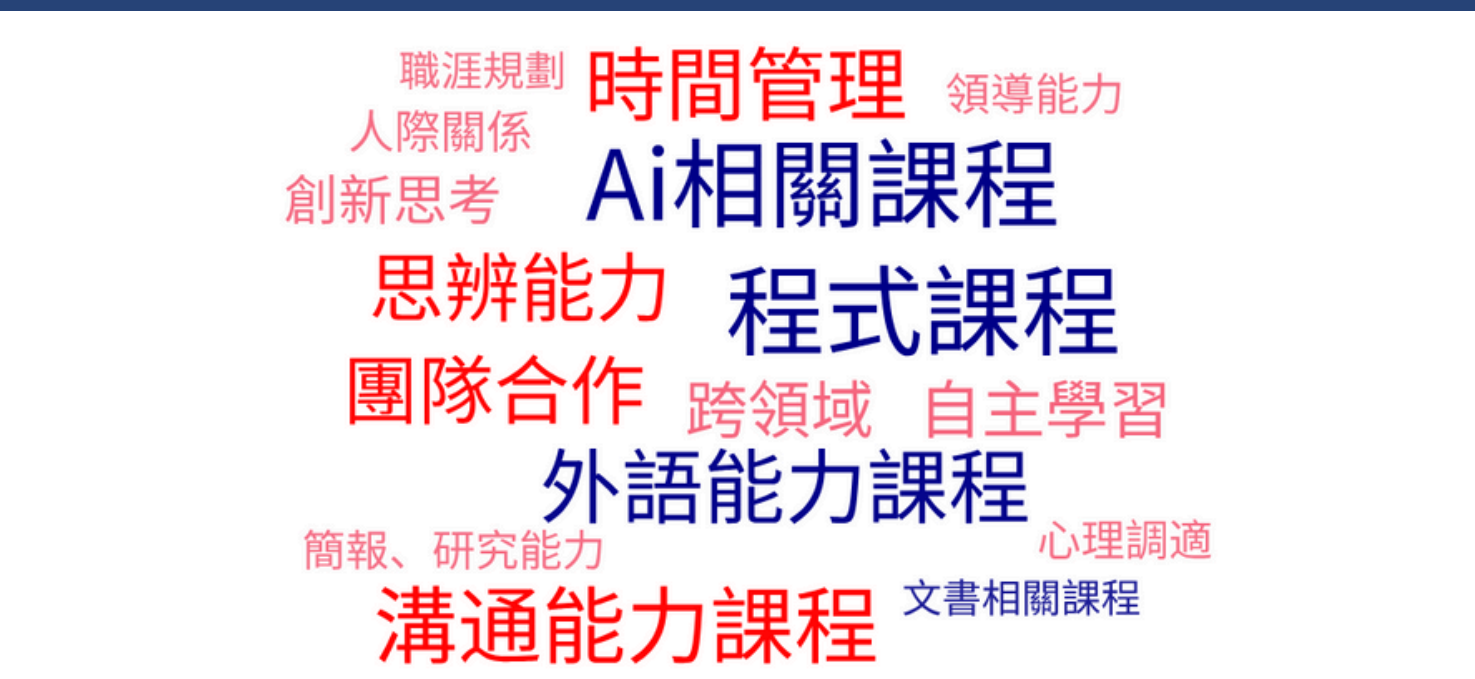 職涯規劃 時間管理 領導能力
人際關係
創新思考 Ai相關課程
思辨能力 程式課程
團隊合作 跨領域 自主學習
外語能力課程
簡報、研究能力 心理調適
溝通能力課程 文書相關課程